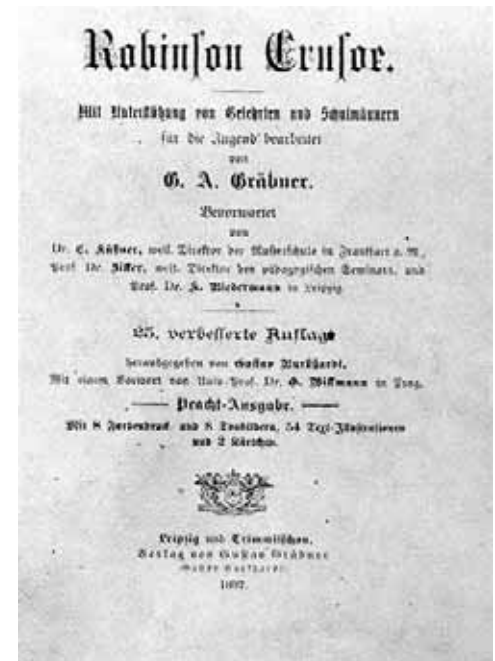 Robinson Crusoe.
Mit Unterstützung von Gelehrten und Schulmännern
für die Jugend bearbeitet
von
G. A. Gräbner.
Bevorwortet
von
Dr. C. Kühner, weil. Direktor der Musterschule in Frankfurt a. M.,
Prof. Dr. Ziller, weil. Direktor des pädagogischen Seminars, und
Prof. Dr. K. Biedermann in Leipzig.
25. verbesserte Auflage
herausgegeben von Gustav Burkhardt.
Mit einem Vorwort von Univ.-Prof. Dr. O. Willmann in Prag.
Pracht-Ausgabe.
Mit 8 Farbendruck- und 8 Tonbildern, 54 Text-Illustrationen
und 2 Kärtchen.
Leipzig und Crimmitschau.
Verlag von Gustav Gräbner
1897.